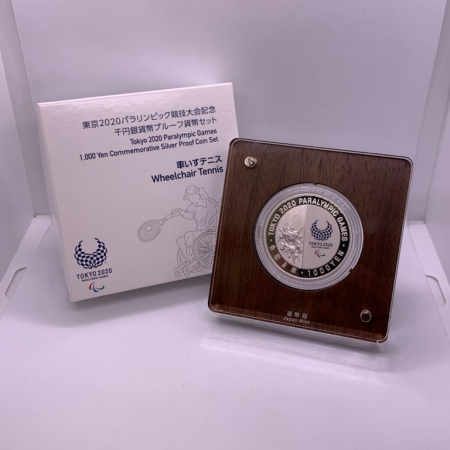 東京2020パラリンピック競技大会記念
千円銀貨幣プルーフ貨幣セット
Tokyo 2020 Paralympic Games
1,000 Yen Commemorative Silver Proof Coin Set
車いすテニス
Wheelchair Tennis
TOKYO 2020
TOKYO 2020 PARALYMPIC GAMES
1000YEN
造幣局
Japan Mint